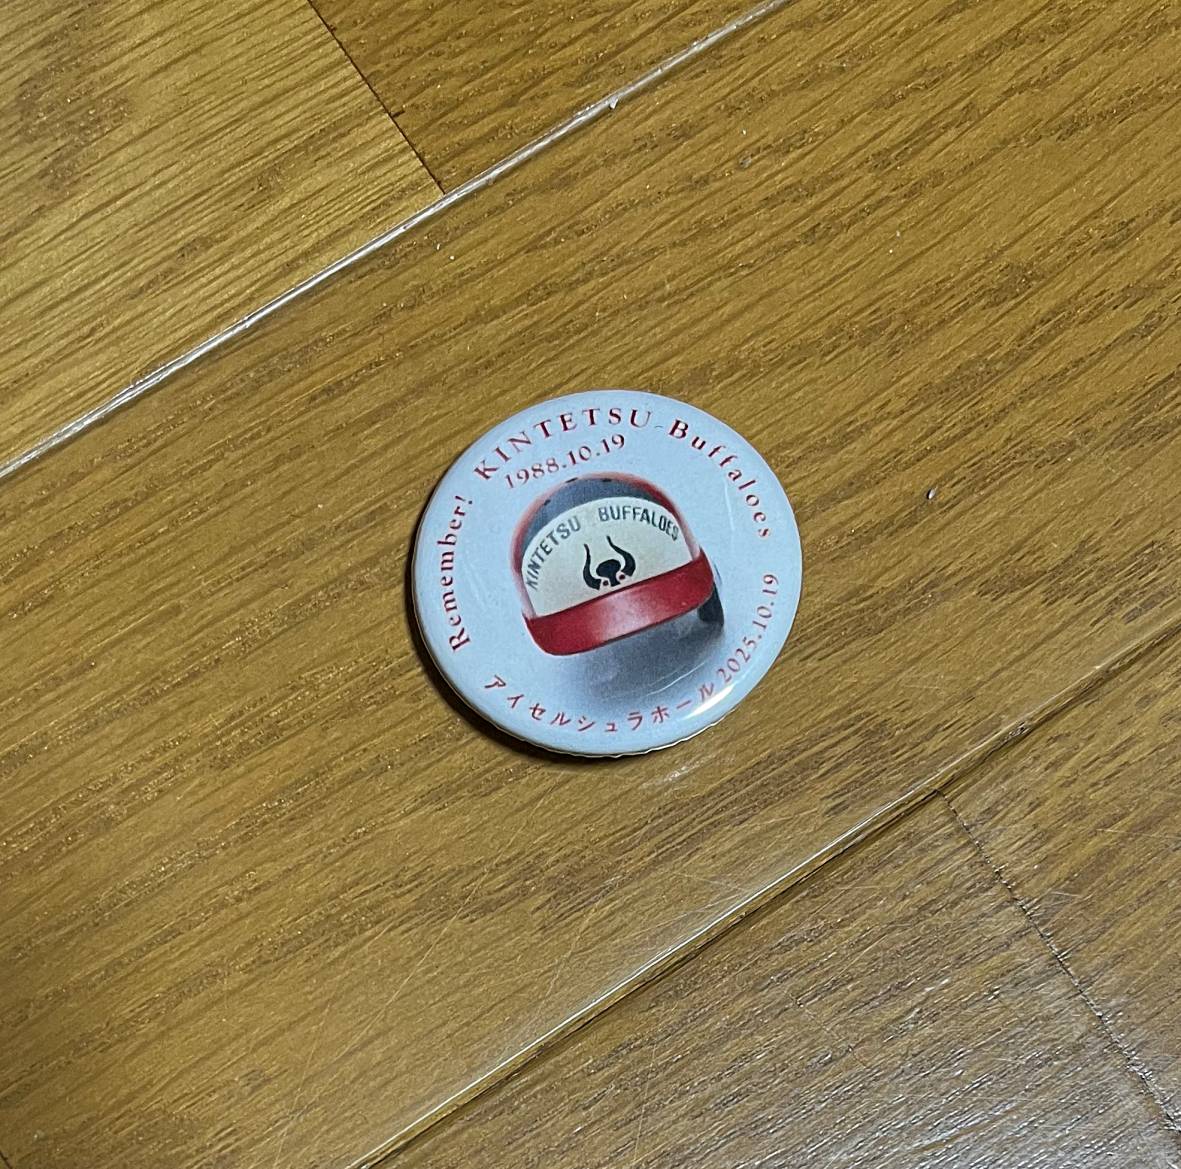 Remember! KINTETSU-Buffaloes
1988.10.19
KINTETSU BUFFALOES
アイセルシュラホール 2025.10.19